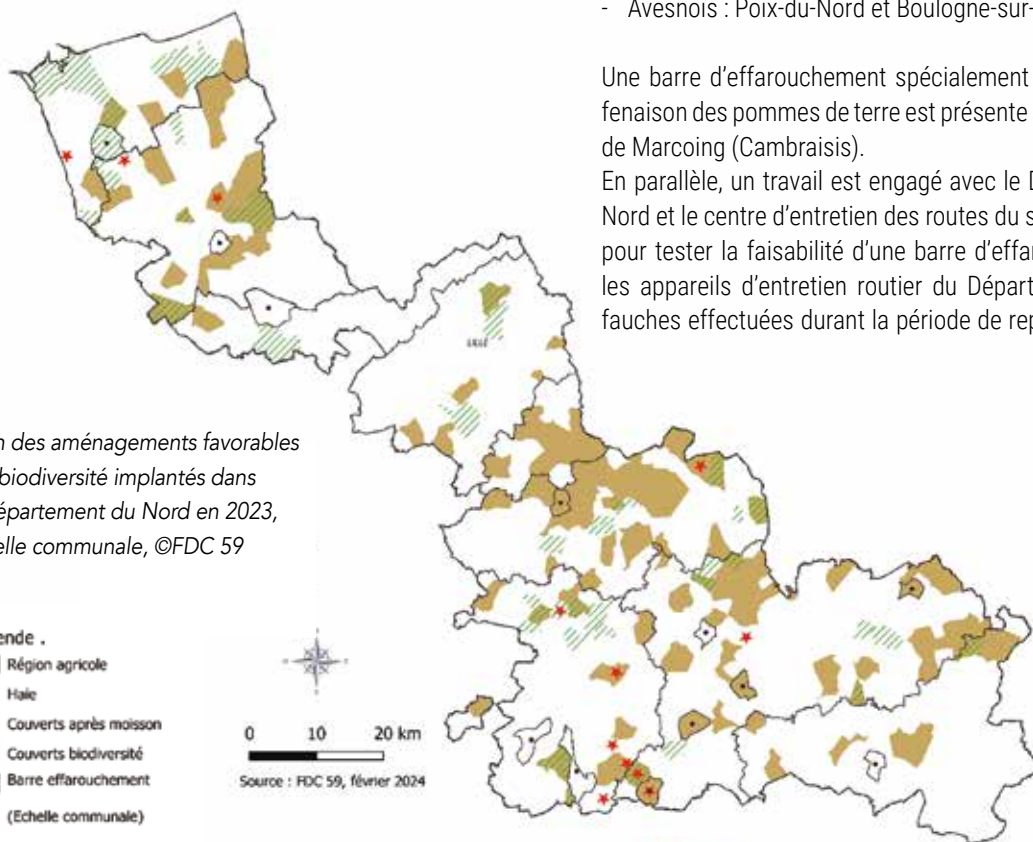 - Avesnois : Poix-du-Nord et Boulogne-sur-
Une barre d'effarouchement spécialement
fenaison des pommes de terre est présente
de Marcoing (Cambraisis).
En parallèle, un travail est engagé avec le D
Nord et le centre d'entretien des routes du s
pour tester la faisabilité d'une barre d'effar
les appareils d'entretien routier du Départ
fauches effectuées durant la période de rep
LILLE
n des aménagements favorables
biodiversité implantés dans
épartement du Nord en 2023,
elle communale, ©FDC 59
ende .
Région agricole
Haie
Couverts après moisson
Couverts biodiversité
Barre effarouchement
(Echelle communale)
0 10 20 km
Source : FDC 59, février 2024